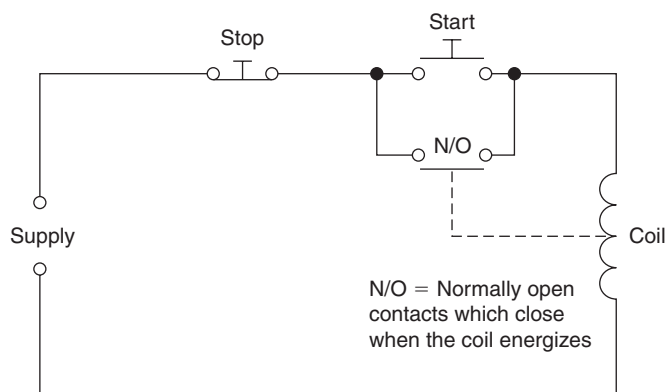 Start
Stop
N/O
Supply
Coil
N/O = Normally open
contacts which close
when the coil energizes